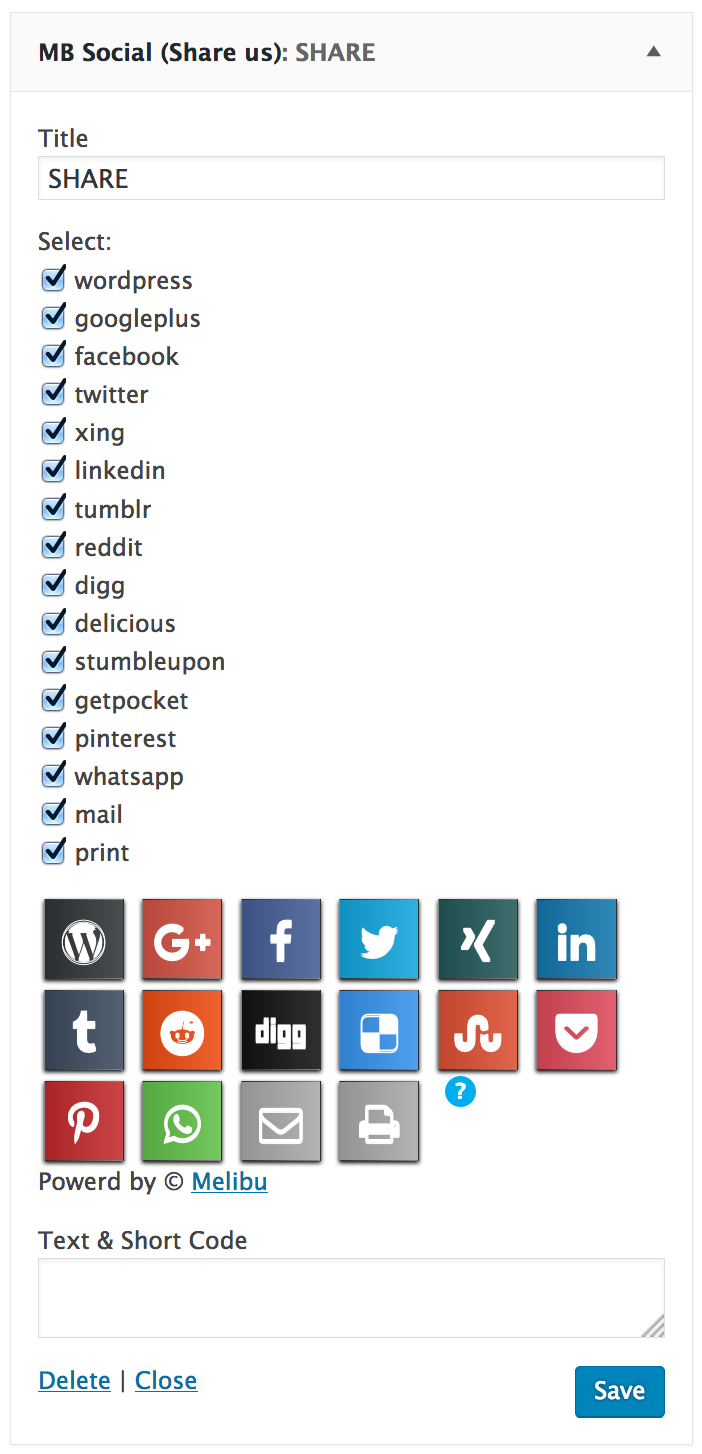 MB Social (Share us): SHARE
Title
SHARE
Select:
wordpress
googleplus
facebook
twitter
xing
linkedin
tumblr
reddit
digg
delicious
stumbleupon
getpocket
pinterest
whatsapp
mail
print
W G+ f in
t digg
?
Powerd by © Melibu
Text & Short Code
Delete | Close
Save